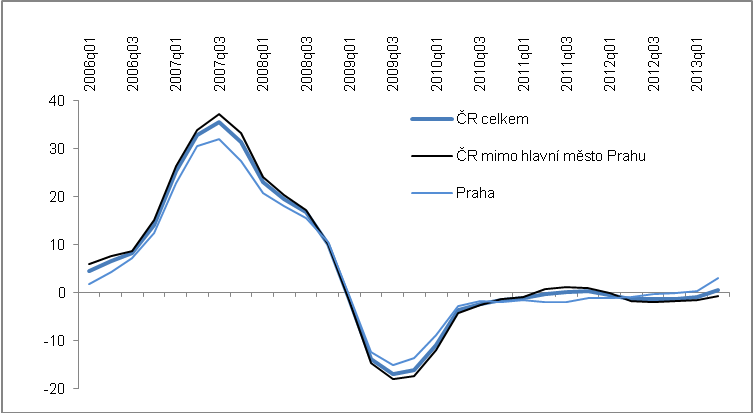 2006q01
2006q03
2007q01
2007q03
2008q01
2008q03
2009q01
2009q03
2010q01
2010q03
2011q01
2011q03
2012q01
2012q03
2013q01
40
30
20
10
0
-10
-20
ČR celkem
ČR mimo hlavní město Prahu
Praha